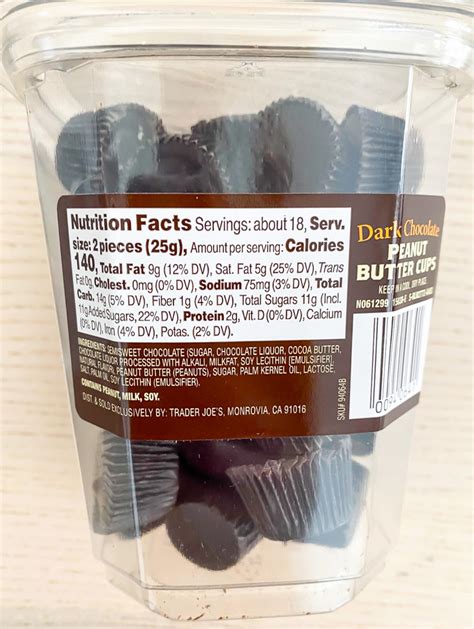 Nutrition Facts Servings: about 18, Serv.
size: 2 pieces (25g), Amount per serving: Calories
140, Total Fat 9g (12% DV), Sat. Fat 5g (25% DV), Trans
Fat 0g, Cholest. 0mg (0% DV), Sodium 75mg (3% DV), Total
Carb. 14g (5% DV), Fiber 1g (4% DV), Total Sugars 11g (Incl.
11g Added Sugars, 22% DV), Protein 2g, Vit. D (0% DV), Calcium
(0% DV), Iron (4% DV), Potas. (2% DV).
INGREDIENTS: SEMISWEET CHOCOLATE (SUGAR, CHOCOLATE LIQUOR, COCOA BUTTER,
CHOCOLATE LIQUOR PROCESSED WITH ALKALI, MILKFAT, SOY LECITHIN (EMULSIFIER),
NATURAL FLAVOR), PEANUT BUTTER (PEANUTS), SUGAR, PALM KERNEL OIL, LACTOSE,
SALT, PALM OIL, SOY LECITHIN (EMULSIFIER).
CONTAINS PEANUT, MILK, SOY.
DIST. & SOLD EXCLUSIVELY BY: TRADER JOE'S, MONROVIA, CA 91016
Dark Chocolate
PEANUT
BUTTER CUPS
KEEP IN A COOL, DRY PLACE.
N061299
SKU# 94064B